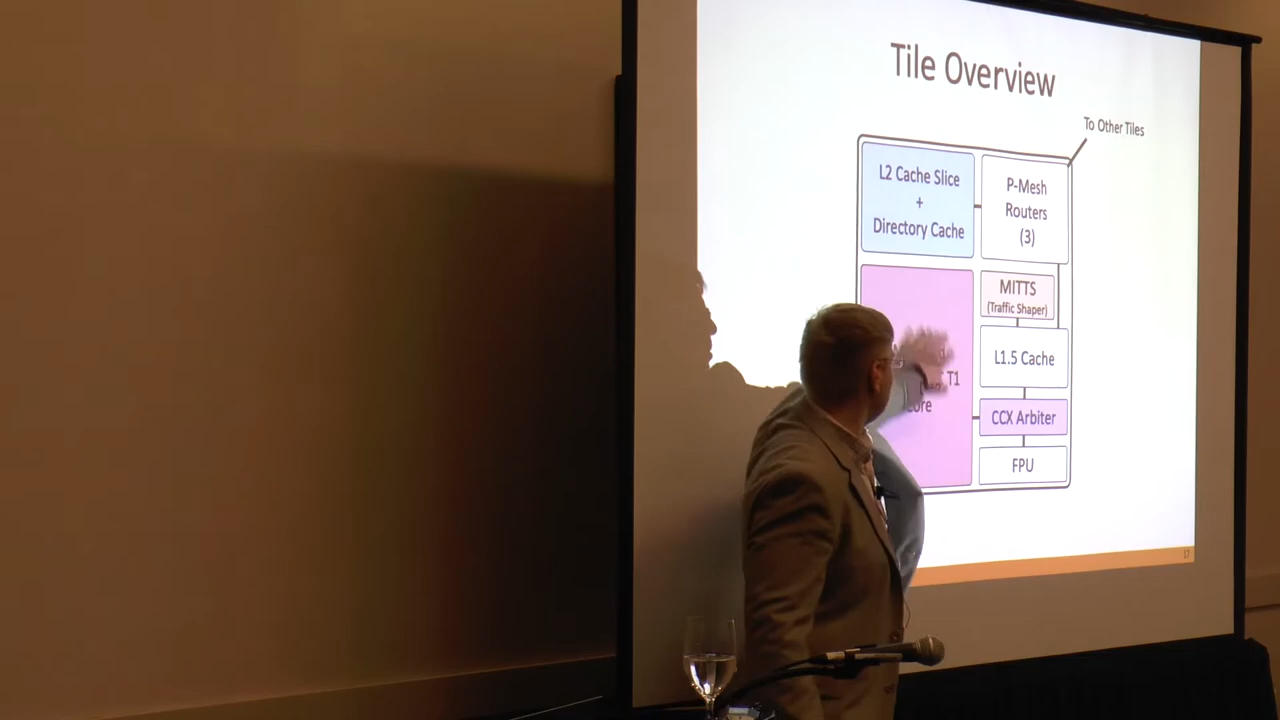 Tile Overview
To Other Tiles
L2 Cache Slice
+
Directory Cache
P-Mesh
Routers
(3)
MITTS
(Traffic Shaper)
L1.5 Cache
T1
CCX Arbiter
FPU
17